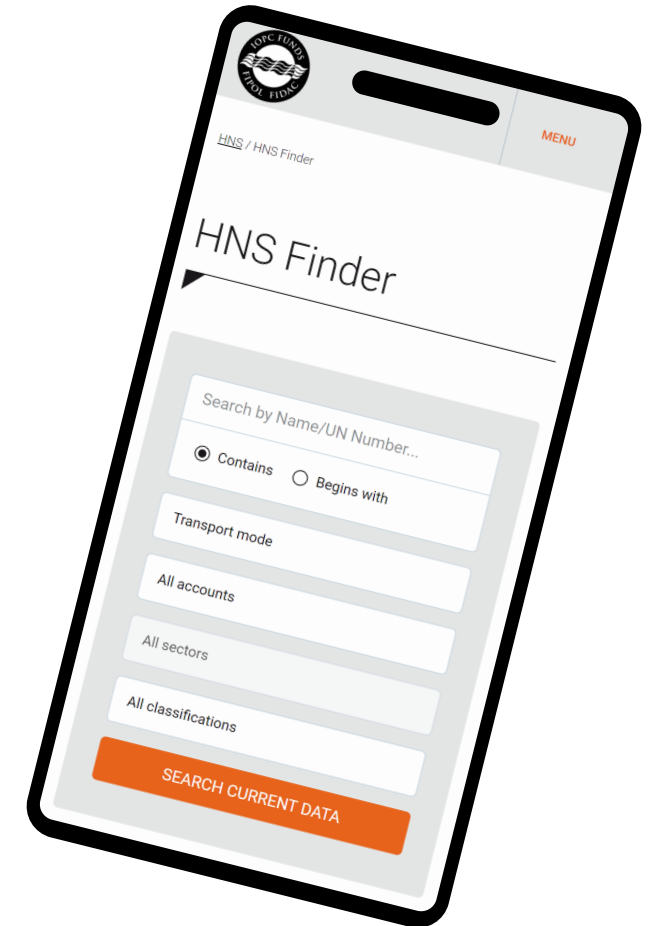 IOPC FUNDS
FIPOL FIDAC
MENU
HNS / HNS Finder
HNS Finder
Search by Name/UN Number...
Contains
Begins with
Transport mode
All accounts
All sectors
All classifications
SEARCH CURRENT DATA